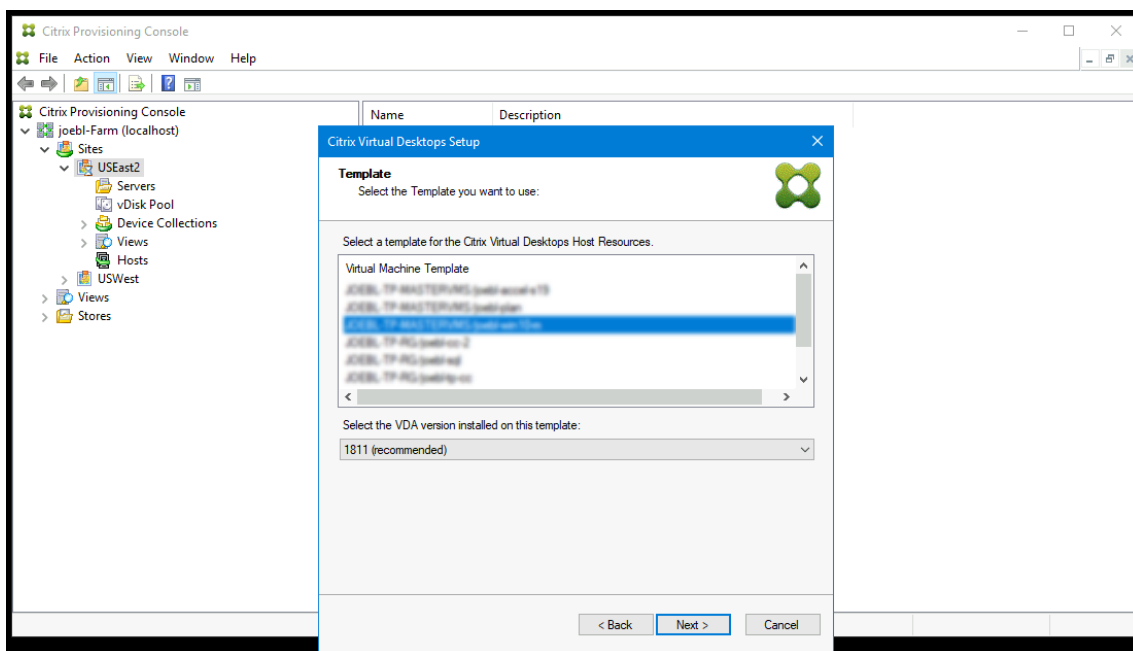 Citrix Provisioning Console
File Action View Window Help
Citrix Provisioning Console
joebl-Farm (localhost)
Sites
USEast2
Servers
vDisk Pool
Device Collections
Views
Hosts
USWest
Views
Stores
Name Description
Citrix Virtual Desktops Setup
Template
Select the Template you want to use:
Select a template for the Citrix Virtual Desktops Host Resources.
Virtual Machine Template
Select the VDA version installed on this template:
1811 (recommended)
< Back Next > Cancel